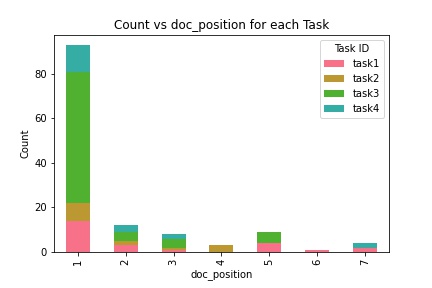 Count vs doc_position for each Task
Task ID
task1
task2
task3
task4
Count
80
60
40
20
0
1 2 3 4 5 6 7
doc_position